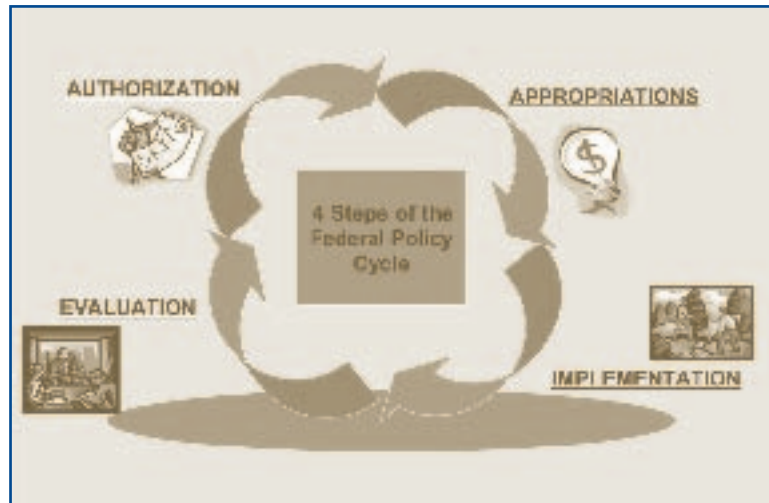 AUTHORIZATION
APPROPRIATIONS
$
4 Steps of the
Federal Policy
Cycle
EVALUATION
IMPLEMENTATION